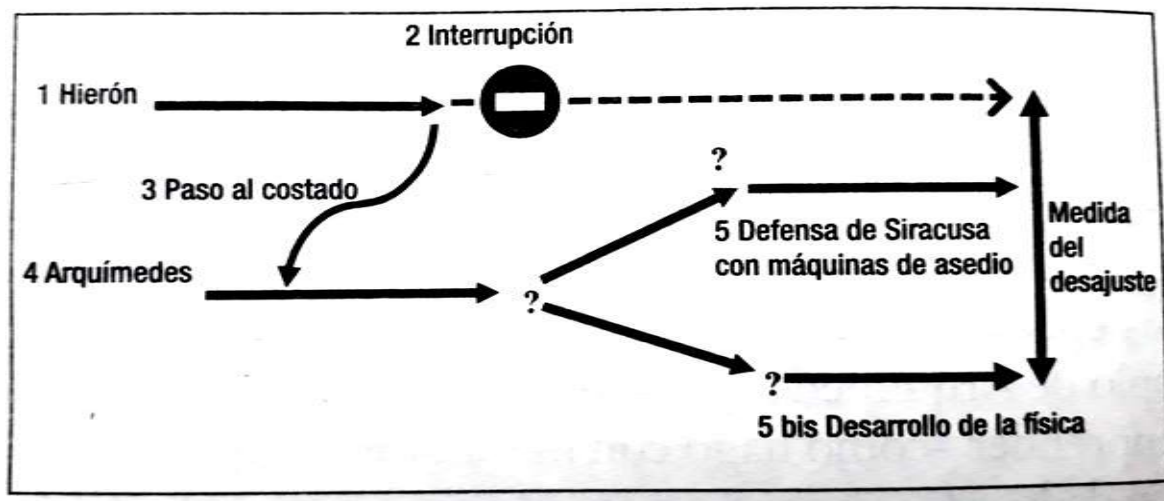 2 Interrupción
1 Hierón
3 Paso al costado
?
4 Arquímedes
?
5 Defensa de Siracusa
con máquinas de asedio
Medida
del
desajuste
?
5 bis Desarrollo de la física